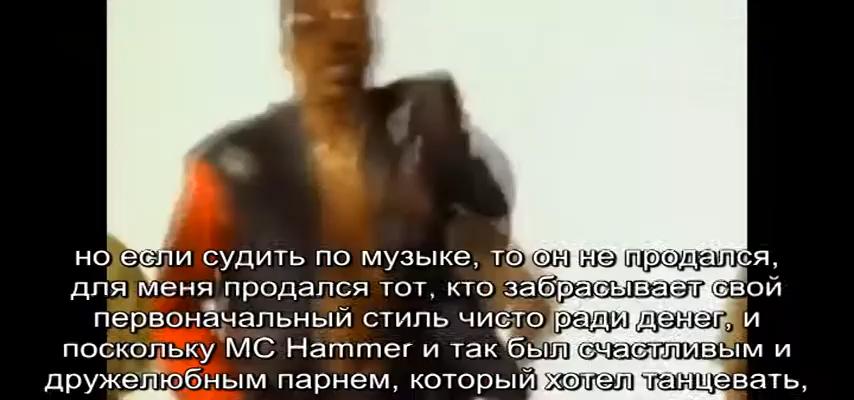 но если судить по музыке, то он не продался,
для меня продался тот, кто забрасывает свой
первоначальный стиль чисто ради денег, и
поскольку MC Hammer и так был счастливым и
дружелюбным парнем, который хотел танцевать,